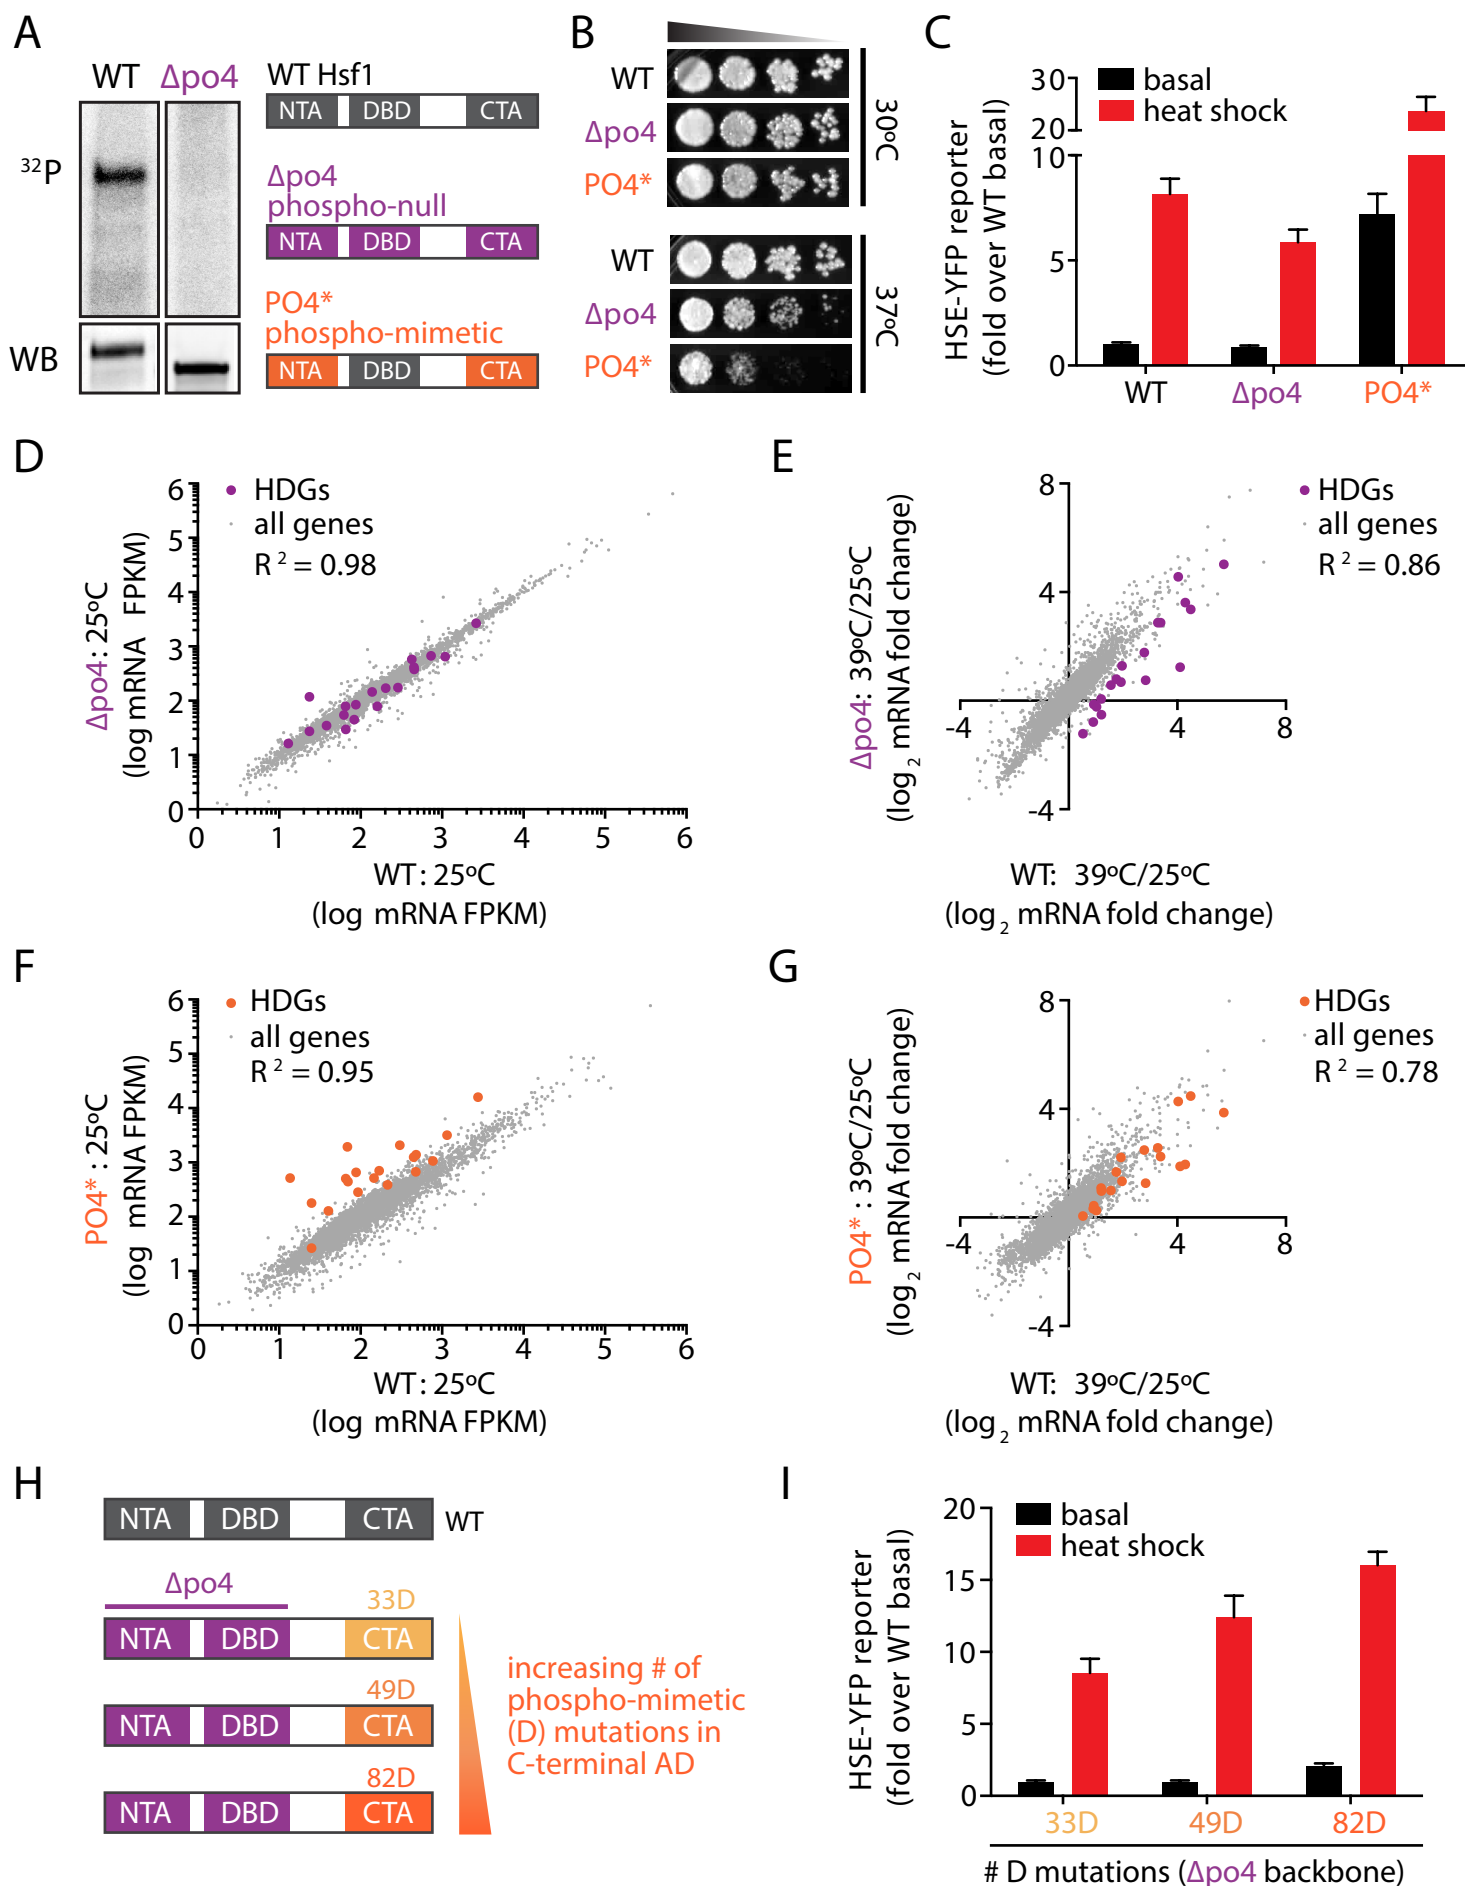 A
WT Δpo4
32P
WB
WT Hsf1
NTA DBD CTA
Δpo4
phospho-null
NTA DBD CTA
PO4*
phospho-mimetic
NTA DBD CTA
B
WT
Δpo4
PO4*
30ºC
WT
Δpo4
PO4*
37ºC
C
HSE-YFP reporter
(fold over WT basal)
30
20
10
5
0
basal
heat shock
WT Δpo4 PO4*
D
Δpo4: 25ºC
(log mRNA FPKM)
6
5
4
3
2
1
0
HDGs
all genes
R 2 = 0.98
0 1 2 3 4 5 6
WT: 25ºC
(log mRNA FPKM)
E
Δpo4: 39ºC/25ºC
(log2 mRNA fold change)
8
4
-4
-4 4 8
HDGs
all genes
R 2 = 0.86
WT: 39ºC/25ºC
(log2 mRNA fold change)
F
PO4* : 25ºC
(log mRNA FPKM)
6
5
4
3
2
1
0
HDGs
all genes
R 2 = 0.95
0 1 2 3 4 5 6
WT: 25ºC
(log mRNA FPKM)
G
PO4* : 39ºC/25ºC
(log2 mRNA fold change)
8
4
-4
-4 4 8
HDGs
all genes
R 2 = 0.78
WT: 39ºC/25ºC
(log2 mRNA fold change)
H
NTA DBD CTA WT
Δpo4
33D
NTA DBD CTA
49D
NTA DBD CTA
82D
NTA DBD CTA
increasing # of
phospho-mimetic
(D) mutations in
C-terminal AD
I
HSE-YFP reporter
(fold over WT basal)
20
15
10
5
0
basal
heat shock
33D 49D 82D
# D mutations (Δpo4 backbone)